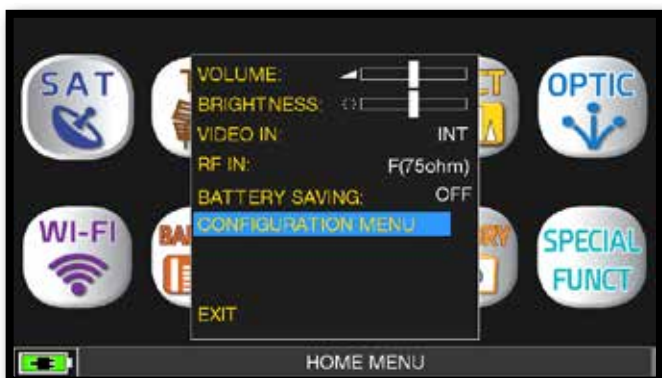 SAT
OPTIC
VOLUME:
BRIGHTNESS:
VIDEO IN: INT
RF IN: F(75ohm)
BATTERY SAVING: OFF
CONFIGURATION MENU
EXIT
WI-FI
SPECIAL
FUNCT
HOME MENU